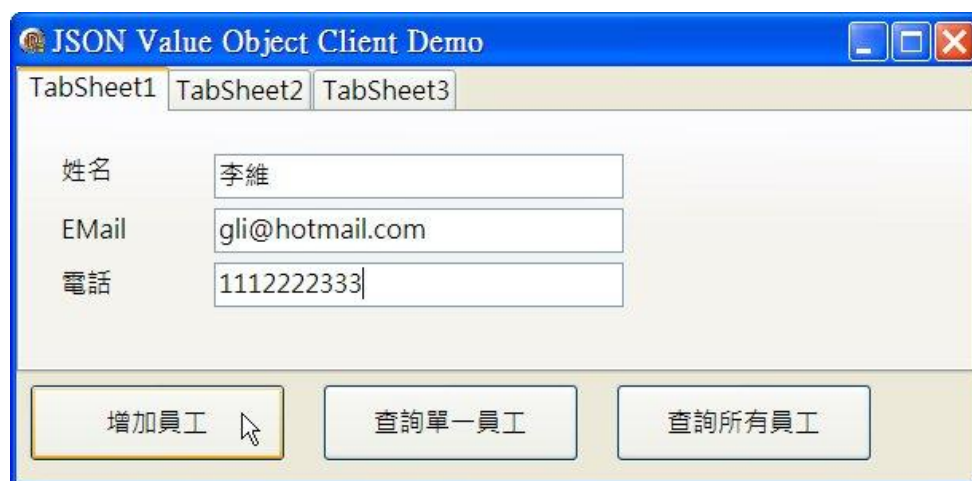 JSON Value Object Client Demo
TabSheet1 TabSheet2 TabSheet3
姓名 李維
EMail gli@hotmail.com
電話 1112222333
增加員工 查詢單一員工 查詢所有員工